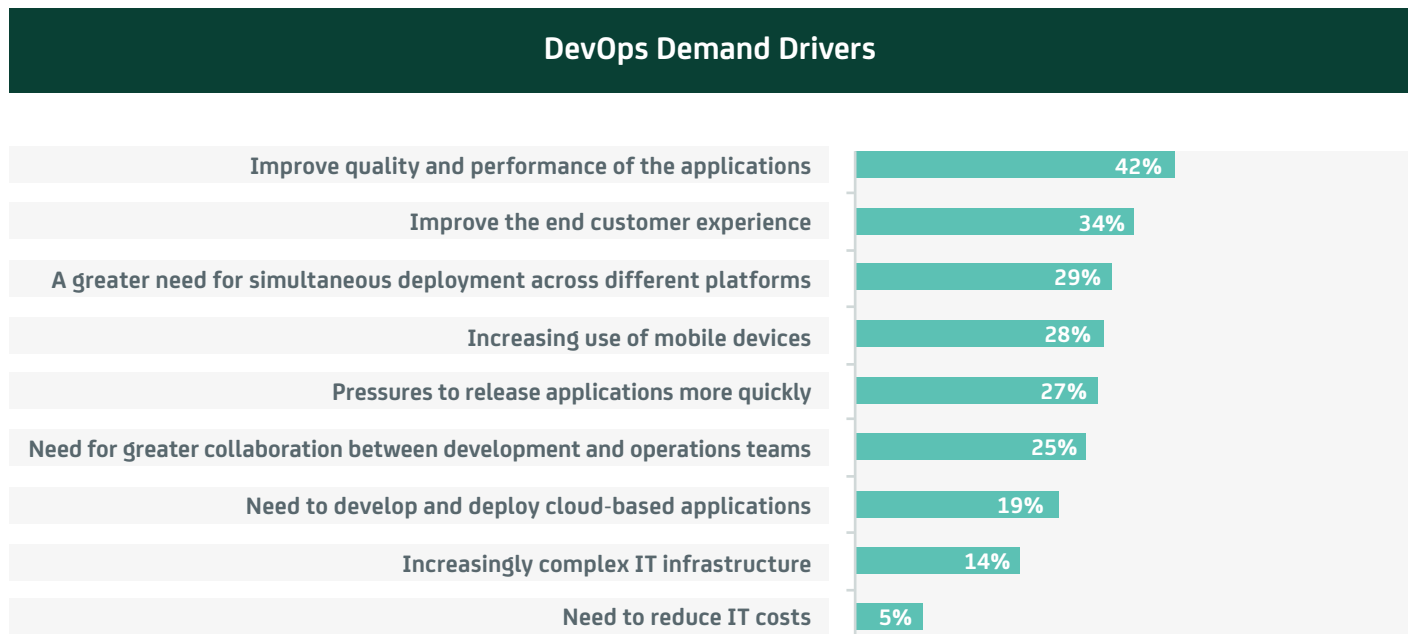 DevOps Demand Drivers
Improve quality and performance of the applications 42%
Improve the end customer experience 34%
A greater need for simultaneous deployment across different platforms 29%
Increasing use of mobile devices 28%
Pressures to release applications more quickly 27%
Need for greater collaboration between development and operations teams 25%
Need to develop and deploy cloud-based applications 19%
Increasingly complex IT infrastructure 14%
Need to reduce IT costs 5%